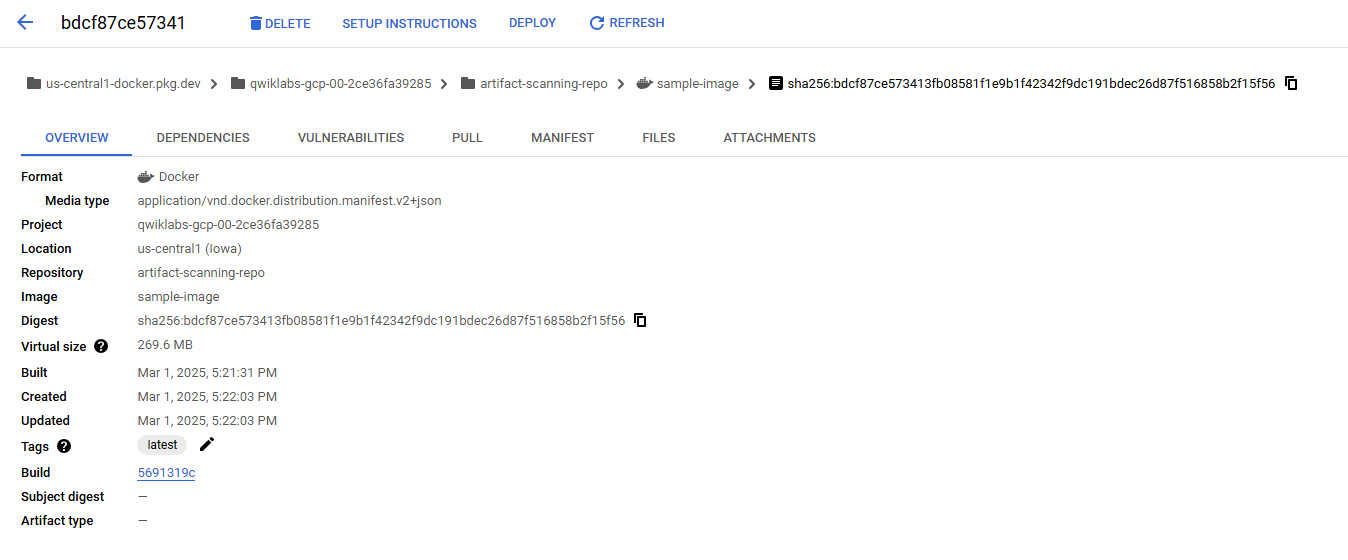 bdcf87ce57341 DELETE SETUP INSTRUCTIONS DEPLOY REFRESH
us-central1-docker.pkg.dev qwiklabs-gcp-00-2ce36fa39285 artifact-scanning-repo sample-image sha256:bdcf87ce573413fb08581f1e9b1f42342f9dc191bdec26d87f516858b2f15f56
OVERVIEW DEPENDENCIES VULNERABILITIES PULL MANIFEST FILES ATTACHMENTS
Format Docker
Media type application/vnd.docker.distribution.manifest.v2+json
Project qwiklabs-gcp-00-2ce36fa39285
Location us-central1 (Iowa)
Repository artifact-scanning-repo
Image sample-image
Digest sha256:bdcf87ce573413fb08581f1e9b1f42342f9dc191bdec26d87f516858b2f15f56
Virtual size ? 269.6 MB
Built Mar 1, 2025, 5:21:31 PM
Created Mar 1, 2025, 5:22:03 PM
Updated Mar 1, 2025, 5:22:03 PM
Tags ? latest
Build 5691319c
Subject digest —
Artifact type —